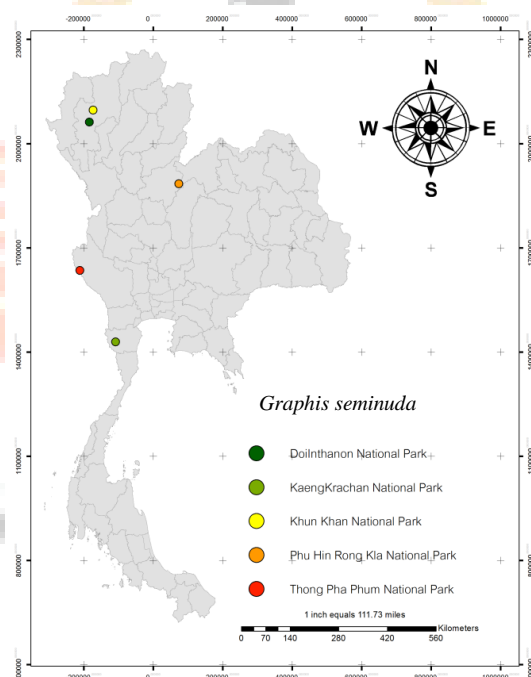 -200000 0 200000 400000 600000 800000 1000000
2300000
N
W E
S
2000000
1700000
1400000
Graphis seminuda
DoiInthanon National Park
KaengKrachan National Park
1100000
Khun Khan National Park
Phu Hin Rong Kla National Park
800000
Thong Pha Phum National Park
1 inch equals 111.73 miles
Kilometers
0 70 140 280 420 560